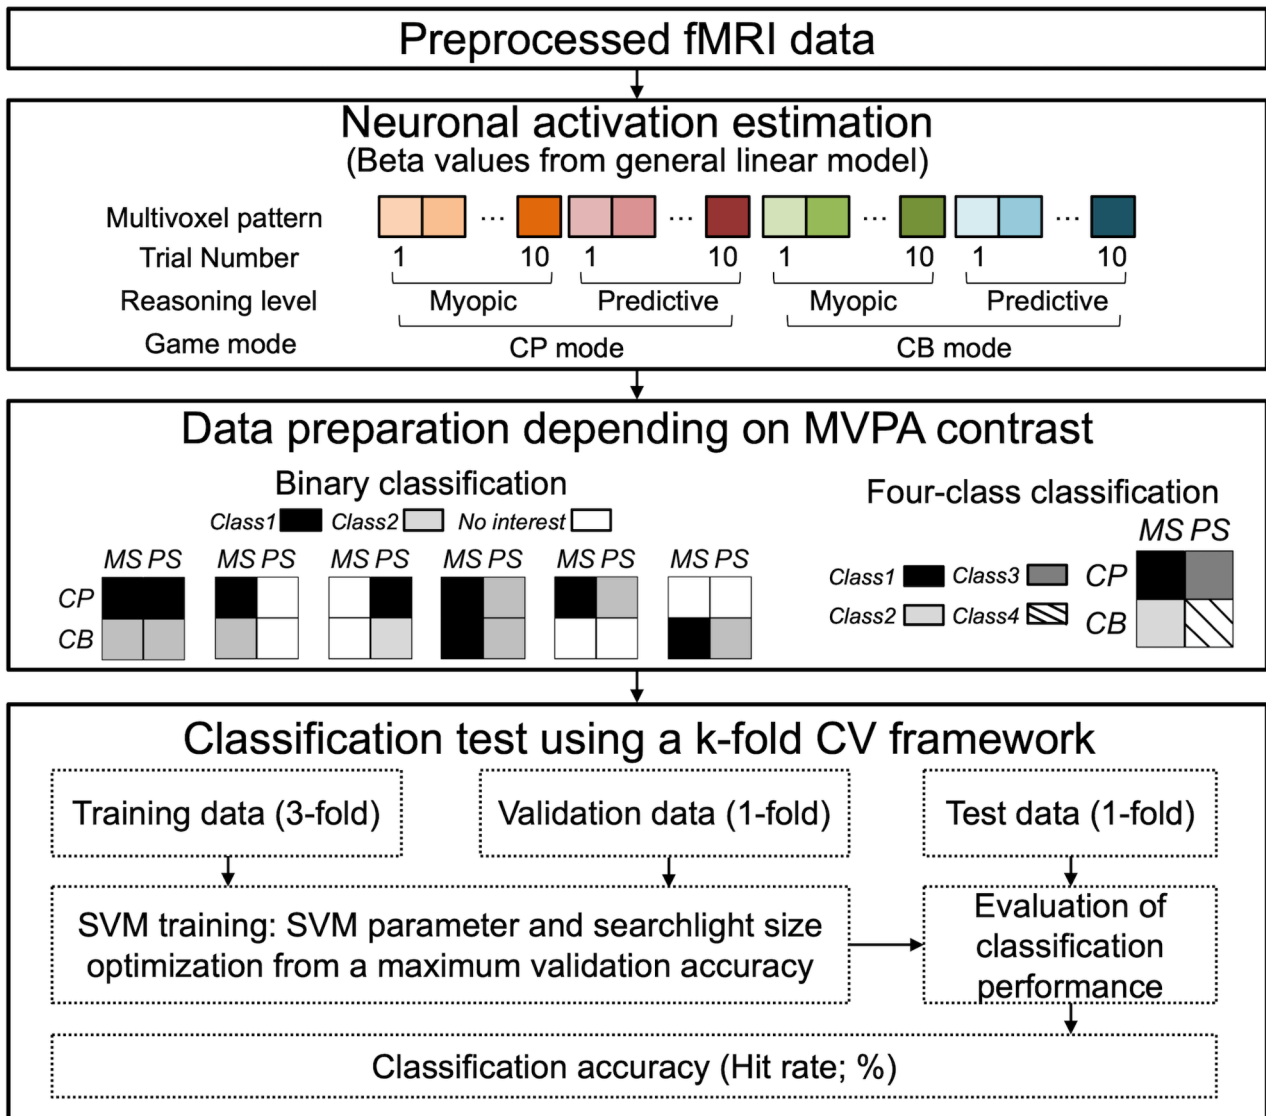 Preprocessed fMRI data
Neuronal activation estimation
(Beta values from general linear model)
Multivoxel pattern ... ... ... ...
Trial Number 1 10 1 10 1 10 1 10
Reasoning level Myopic Predictive Myopic Predictive
Game mode CP mode CB mode
Data preparation depending on MVPA contrast
Binary classification
Class1 Class2 No interest
MS PS MS PS MS PS MS PS MS PS MS PS
CP
CB
Four-class classification
MS PS
Class1 Class3 CP
Class2 Class4 CB
Classification test using a k-fold CV framework
Training data (3-fold) Validation data (1-fold) Test data (1-fold)
SVM training: SVM parameter and searchlight size
optimization from a maximum validation accuracy
Evaluation of
classification
performance
Classification accuracy (Hit rate; %)